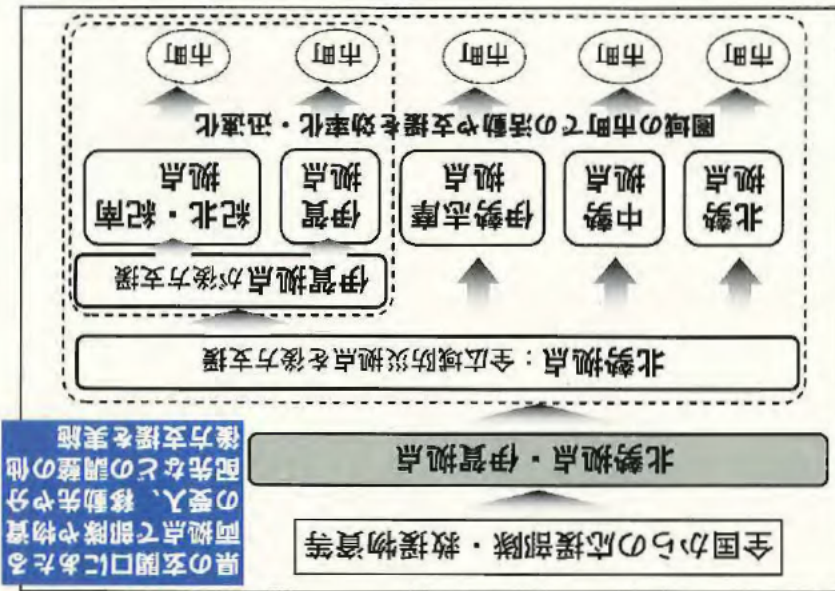 全国からの応援部隊・救援物資等
県の玄関口にあたる
両拠点で部隊や物資
の受入、移動先や分
配先などの調整の他
後方支援を実施
北勢拠点・伊賀拠点
北勢拠点：全広域防災拠点を後方支援
伊賀拠点が後方支援
北勢
拠点
中勢
拠点
伊勢志摩
拠点
伊賀
拠点
紀北・紀南
拠点
圏域の市町での活動や支援を効率化・迅速化
市町
市町
市町
市町
市町